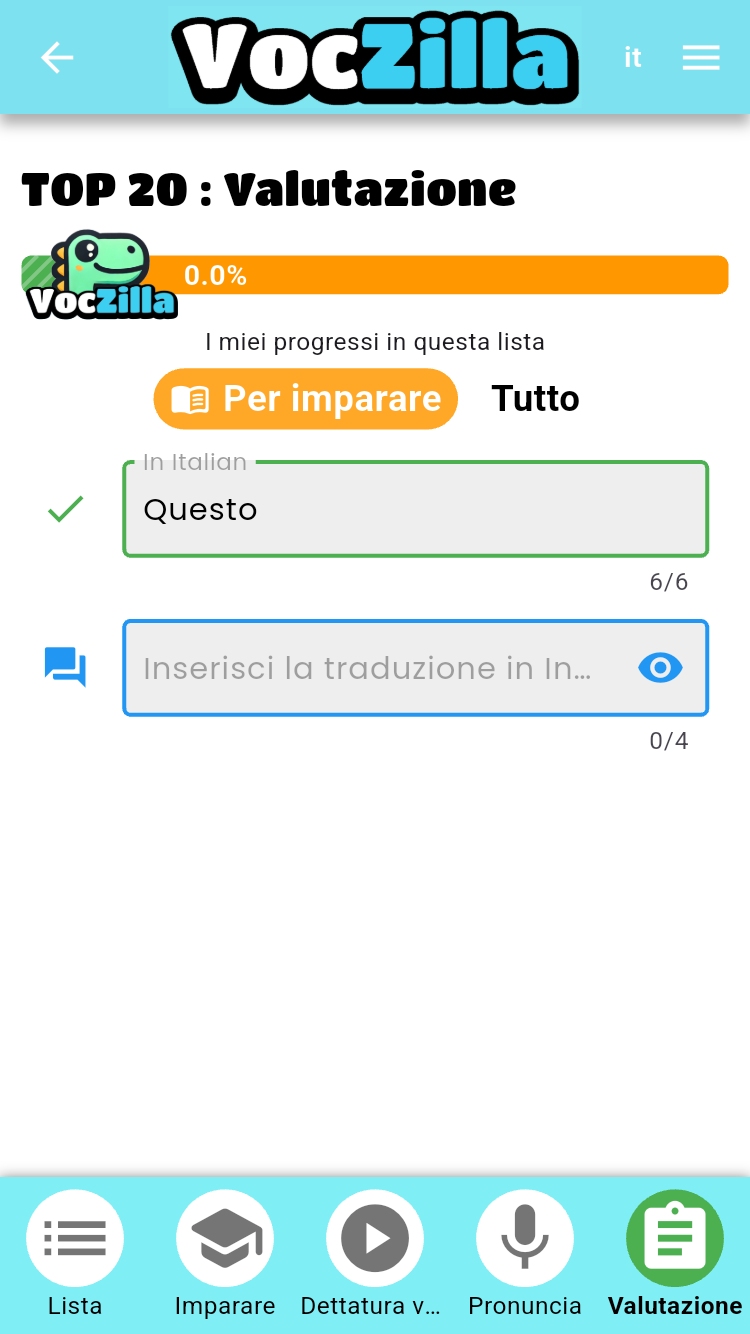 VocZilla
it
TOP 20 : Valutazione
0.0%
VocZilla
I miei progressi in questa lista
Per imparare
Tutto
In Italian
Questo
6/6
Inserisci la traduzione in In...
0/4
Lista
Imparare
Dettatura v...
Pronuncia
Valutazione